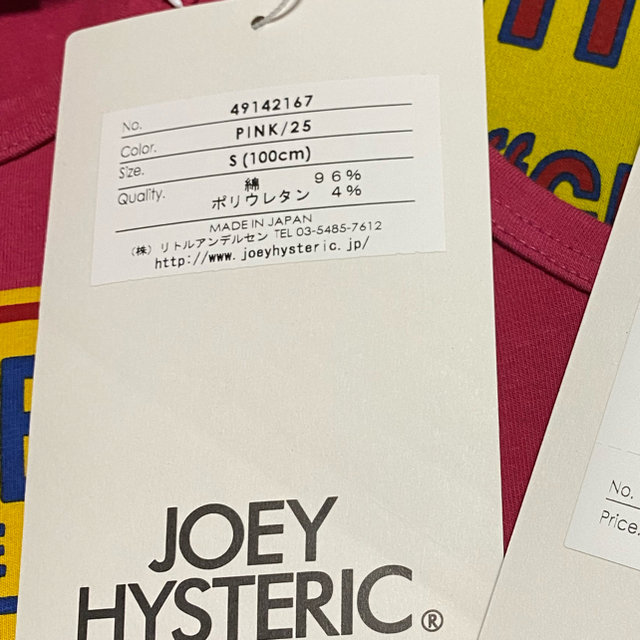 No. 49142167
Color. PINK/25
Size. S(100cm)
Quality. 綿 96%
ポリウレタン 4%
MADE IN JAPAN
(株) リトルアンデルセン TEL 03-5485-7612
http://www.joeyhysteric.jp/
JOEY
HYSTERIC®
No.
Price.